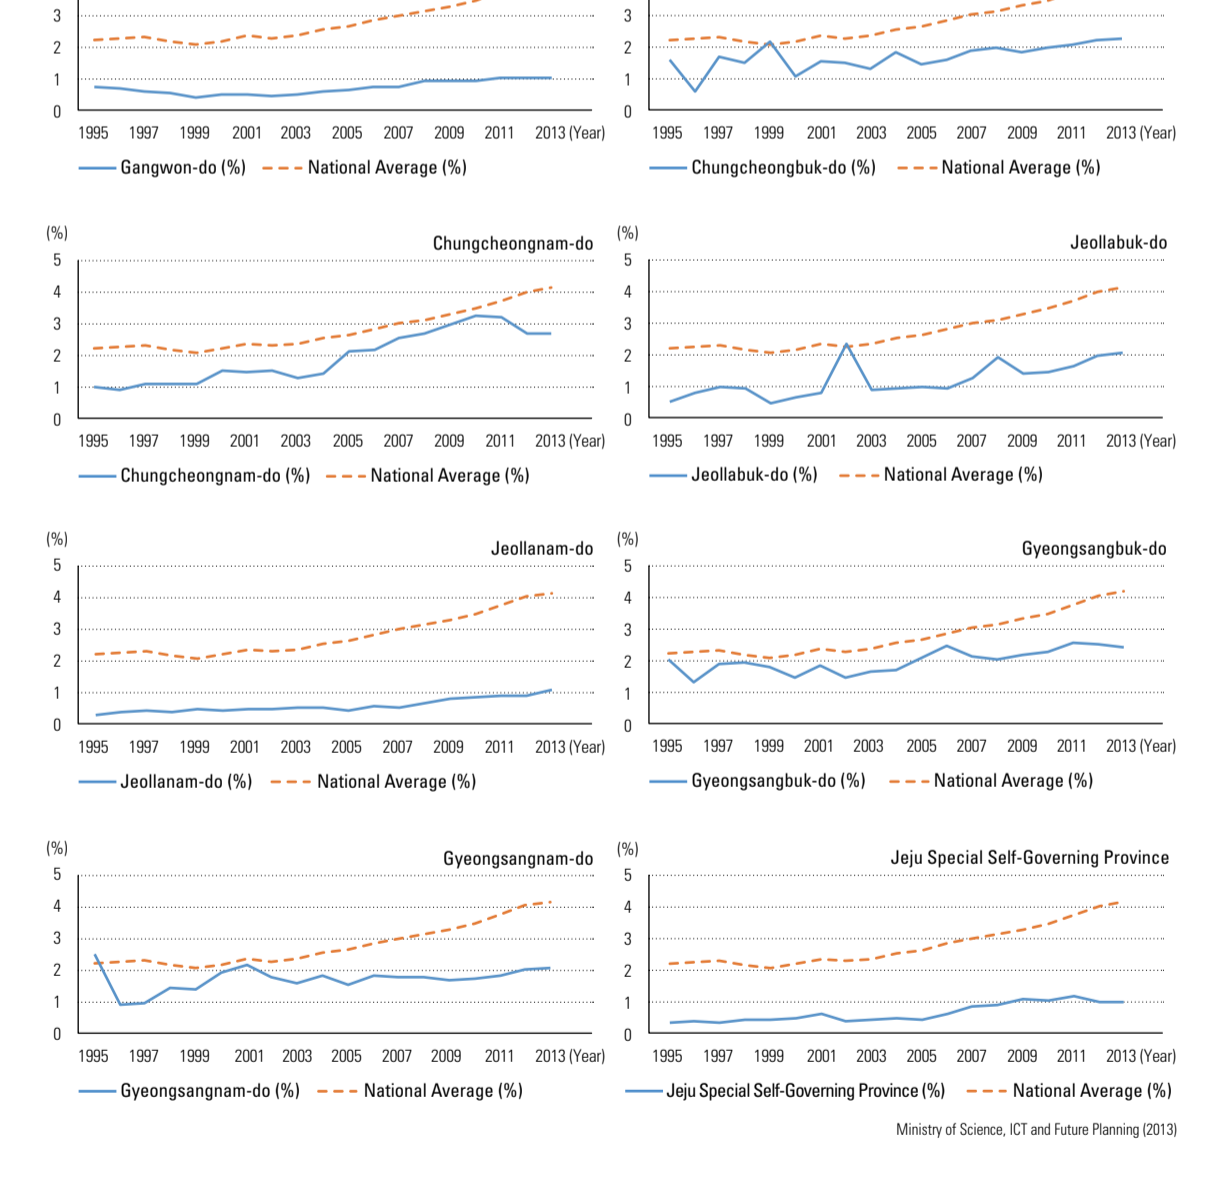 3
2
1
0
1995 1997 1999 2001 2003 2005 2007 2009 2011 2013 (Year)
Gangwon-do (%) National Average (%)
3
2
1
0
1995 1997 1999 2001 2003 2005 2007 2009 2011 2013 (Year)
Chungcheongbuk-do (%) National Average (%)
(%)
Chungcheongnam-do
5
4
3
2
1
0
1995 1997 1999 2001 2003 2005 2007 2009 2011 2013 (Year)
Chungcheongnam-do (%) National Average (%)
(%)
Jeollabuk-do
5
4
3
2
1
0
1995 1997 1999 2001 2003 2005 2007 2009 2011 2013 (Year)
Jeollabuk-do (%) National Average (%)
(%)
Jeollanam-do
5
4
3
2
1
0
1995 1997 1999 2001 2003 2005 2007 2009 2011 2013 (Year)
Jeollanam-do (%) National Average (%)
(%)
Gyeongsangbuk-do
5
4
3
2
1
0
1995 1997 1999 2001 2003 2005 2007 2009 2011 2013 (Year)
Gyeongsangbuk-do (%) National Average (%)
(%)
Gyeongsangnam-do
5
4
3
2
1
0
1995 1997 1999 2001 2003 2005 2007 2009 2011 2013 (Year)
Gyeongsangnam-do (%) National Average (%)
(%)
Jeju Special Self-Governing Province
5
4
3
2
1
0
1995 1997 1999 2001 2003 2005 2007 2009 2011 2013 (Year)
Jeju Special Self-Governing Province (%) National Average (%)
Ministry of Science, ICT and Future Planning (2013)